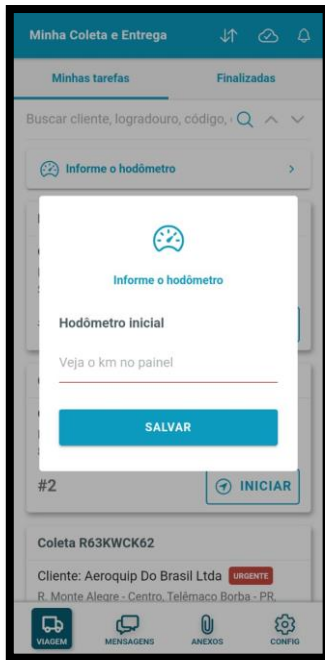 Minha Coleta e Entrega
Minhas tarefas
Finalizadas
Buscar cliente, logradouro, código,
Informe o hodômetro
Informe o hodômetro
Hodômetro inicial
Veja o km no painel
SALVAR
#2
INICIAR
Coleta R63KWCK62
Cliente: Aeroquip Do Brasil Ltda URGENTE
R. Monte Alegre - Centro, Telêmaco Borba - PR,
VIAGEM
MENSAGENS
ANEXOS
CONFIG